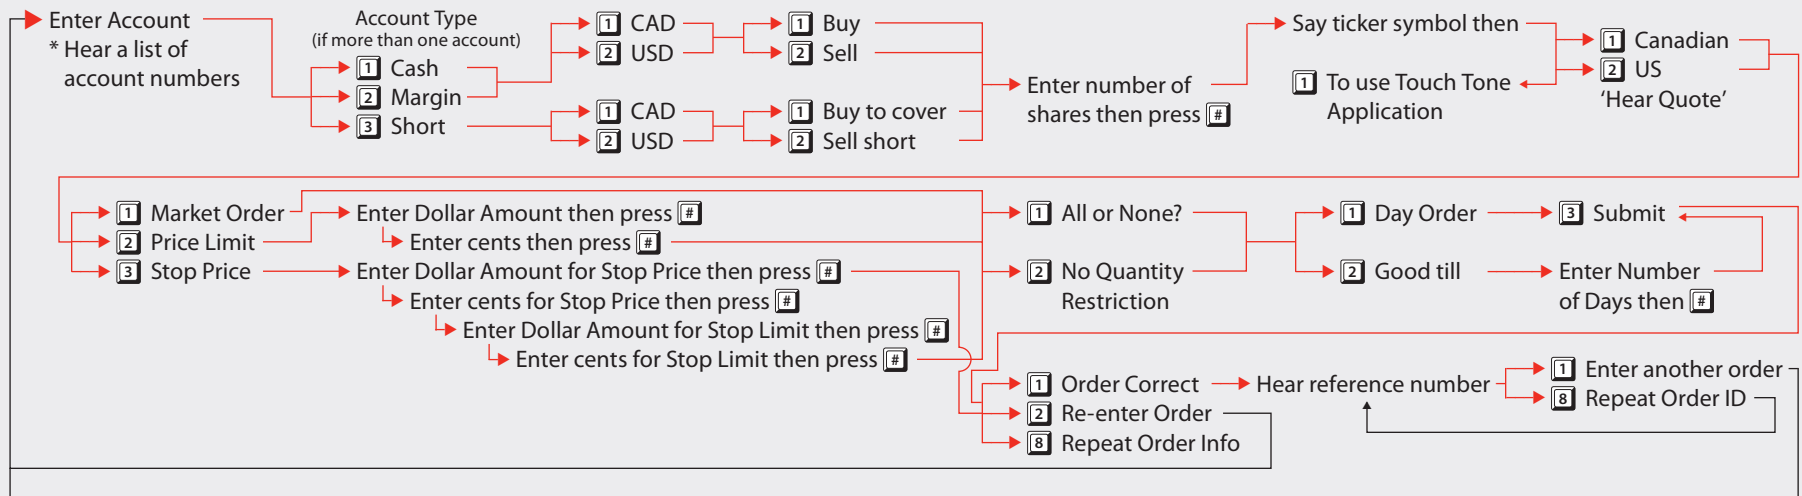 Enter Account
* Hear a list of
account numbers
Account Type
(if more than one account)
1 Cash
2 Margin
3 Short
1 CAD
2 USD
1 CAD
2 USD
1 Buy
2 Sell
1 Buy to cover
2 Sell short
Enter number of
shares then press #
Say ticker symbol then
1 To use Touch Tone
Application
1 Canadian
2 US
‘Hear Quote’
1 Market Order
2 Price Limit
3 Stop Price
Enter Dollar Amount then press #
Enter cents then press #
Enter Dollar Amount for Stop Price then press #
Enter cents for Stop Price then press #
Enter Dollar Amount for Stop Limit then press #
Enter cents for Stop Limit then press #
1 All or None?
2 No Quantity
Restriction
1 Day Order
2 Good till
3 Submit
Enter Number
of Days then #
1 Order Correct
2 Re-enter Order
8 Repeat Order Info
Hear reference number
1 Enter another order
8 Repeat Order ID